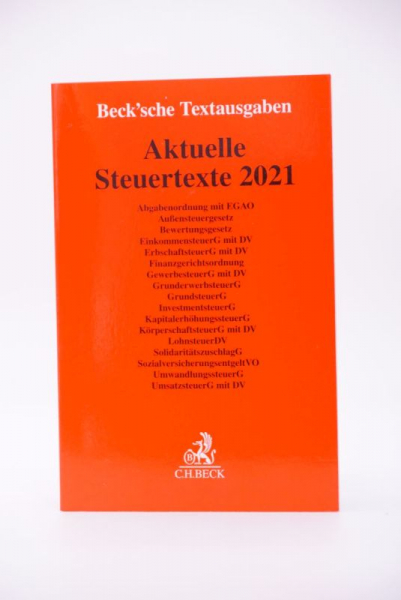 Beck'sche Textausgaben
Aktuelle
Steuertexte 2021
Abgabenordnung mit EGAO
Außensteuergesetz
Bewertungsgesetz
EinkommensteuerG mit DV
ErbschaftsteuerG mit DV
Finanzgerichtsordnung
GewerbesteuerG mit DV
GrunderwerbsteuerG
GrundsteuerG
InvestmentsteuerG
KapitalerhöhungssteuerG
KörperschaftsteuerG mit DV
LohnsteuerDV
SolidaritätszuschlagG
SozialversicherungsentgeltVO
UmwandlungssteuerG
UmsatzsteuerG mit DV
B
C.H.BECK